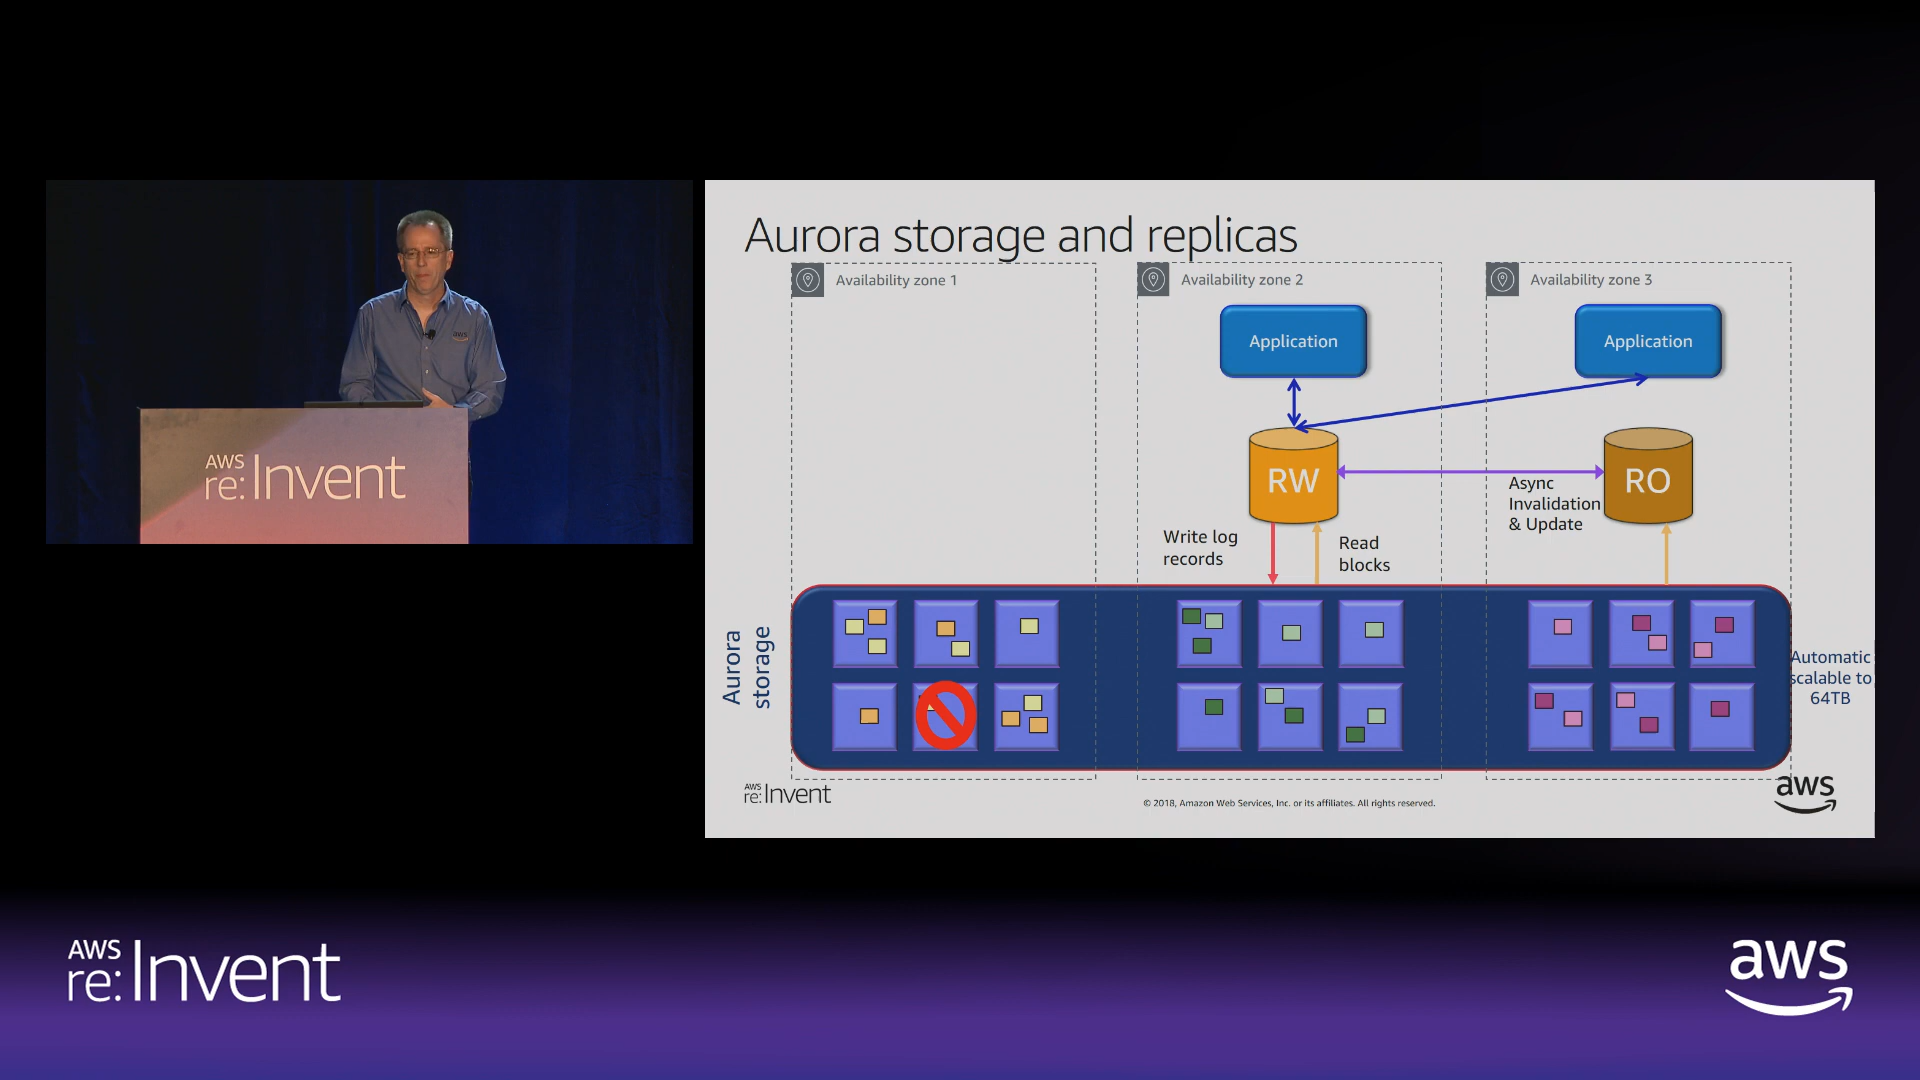 AWS
re:Invent
aws
Aurora storage and replicas
Availability zone 1
Availability zone 2
Availability zone 3
Application
Application
RW
RO
Async
Invalidation
& Update
Write log
records
Read
blocks
Aurora
storage
Automatic
scalable to
64TB
AWS
re:Invent
© 2018, Amazon Web Services, Inc. or its affiliates. All rights reserved.
aws
AWS
re:Invent
aws